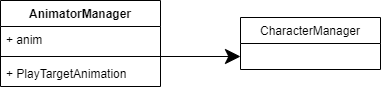 AnimatorManager
+ anim
+ PlayTargetAnimation
CharacterManager